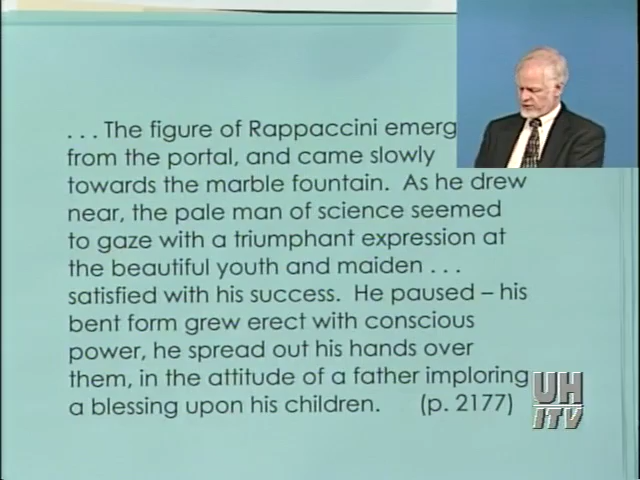 . . . The figure of Rappaccini emerg
from the portal, and came slowly
towards the marble fountain. As he drew
near, the pale man of science seemed
to gaze with a triumphant expression at
the beautiful youth and maiden . . .
satisfied with his success. He paused – his
bent form grew erect with conscious
power, he spread out his hands over
them, in the attitude of a father imploring
a blessing upon his children. (p. 2177)
UH
ITV